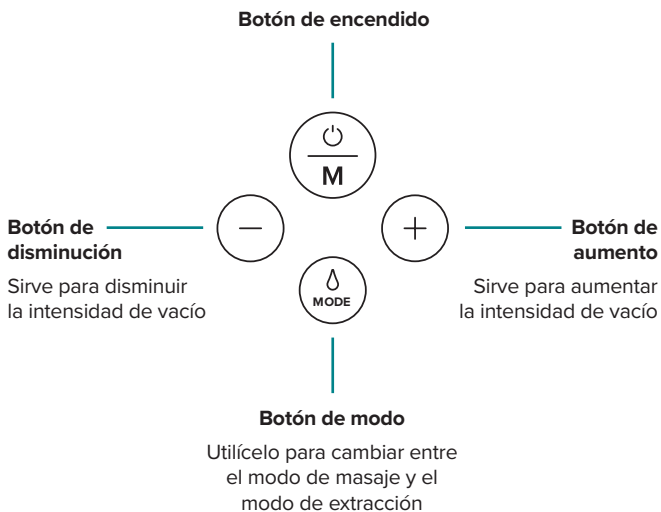 Botón de encendido
M
Botón de
disminución
Sirve para disminuir
la intensidad de vacío
−
+
Botón de
aumento
Sirve para aumentar
la intensidad de vacío
MODE
Botón de modo
Utilícelo para cambiar entre
el modo de masaje y el
modo de extracción